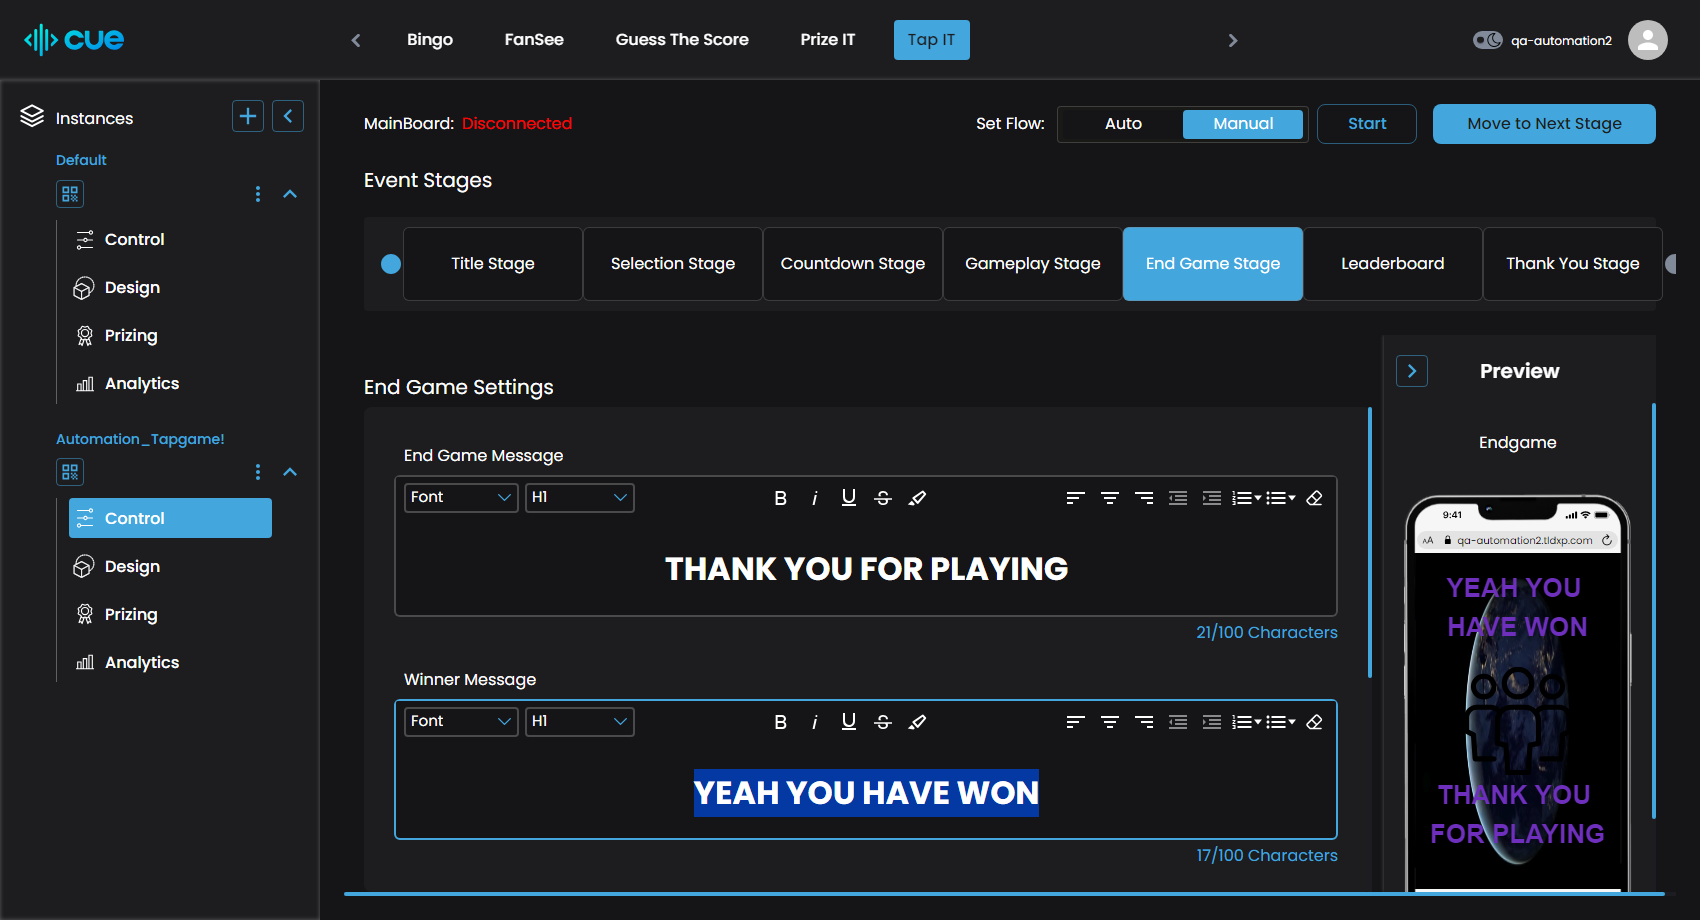 cue
Bingo
FanSee
Guess The Score
Prize IT
Tap IT
qa-automation2
Instances
Default
Control
Design
Prizing
Analytics
Automation_Tapgame!
Control
Design
Prizing
Analytics
MainBoard: Disconnected
Set Flow:
Auto
Manual
Start
Move to Next Stage
Event Stages
Title Stage
Selection Stage
Countdown Stage
Gameplay Stage
End Game Stage
Leaderboard
Thank You Stage
End Game Settings
End Game Message
Font
H1
B
i
U
S
THANK YOU FOR PLAYING
21/100 Characters
Winner Message
Font
H1
B
i
U
S
YEAH YOU HAVE WON
17/100 Characters
Preview
Endgame
9:41
AA
qa-automation2.tldxp.com
YEAH YOU
HAVE WON
THANK YOU
FOR PLAYING